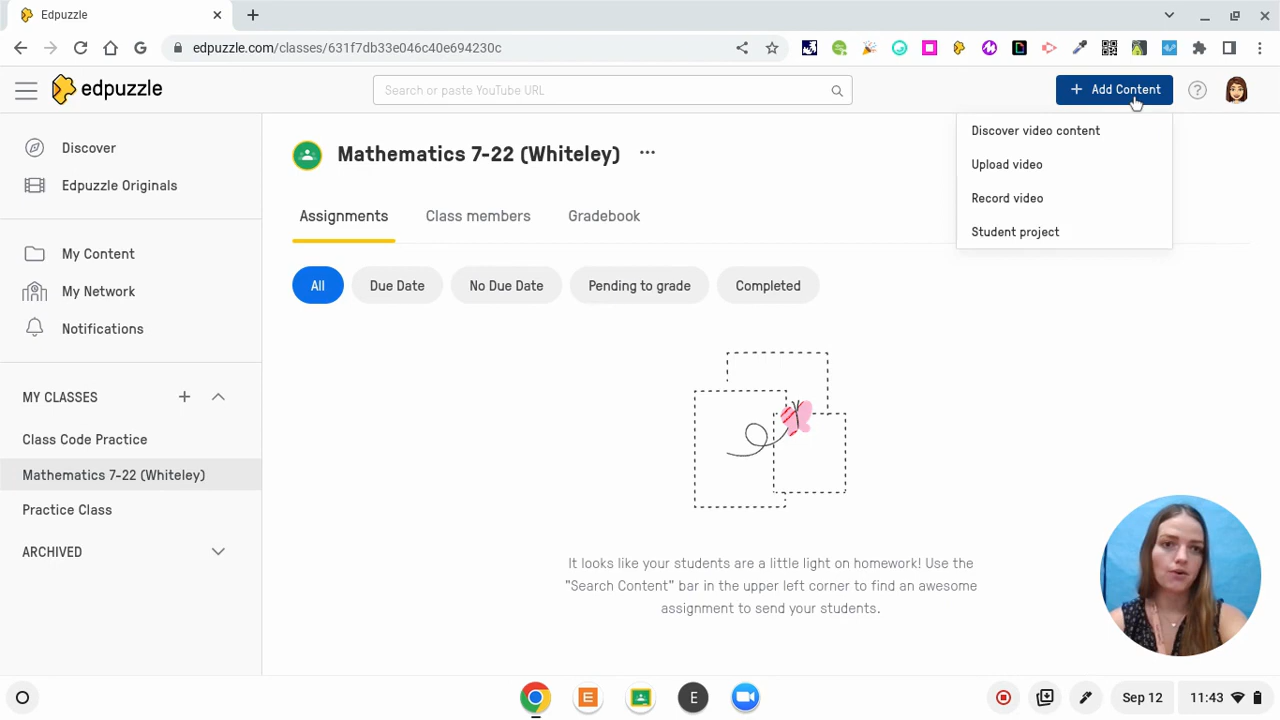 Edpuzzle
edpuzzle.com/classes/631f7db33e046c40e694230c
edpuzzle
Search or paste YouTube URL
+ Add Content
?
Discover video content
Upload video
Record video
Student project
Discover
Edpuzzle Originals
My Content
My Network
Notifications
MY CLASSES
Class Code Practice
Mathematics 7-22 (Whiteley)
Practice Class
ARCHIVED
Mathematics 7-22 (Whiteley) ...
Assignments Class members Gradebook
All Due Date No Due Date Pending to grade Completed
It looks like your students are a little light on homework! Use the
"Search Content" bar in the upper left corner to find an awesome
assignment to send your students.
E E
Sep 12 11:43